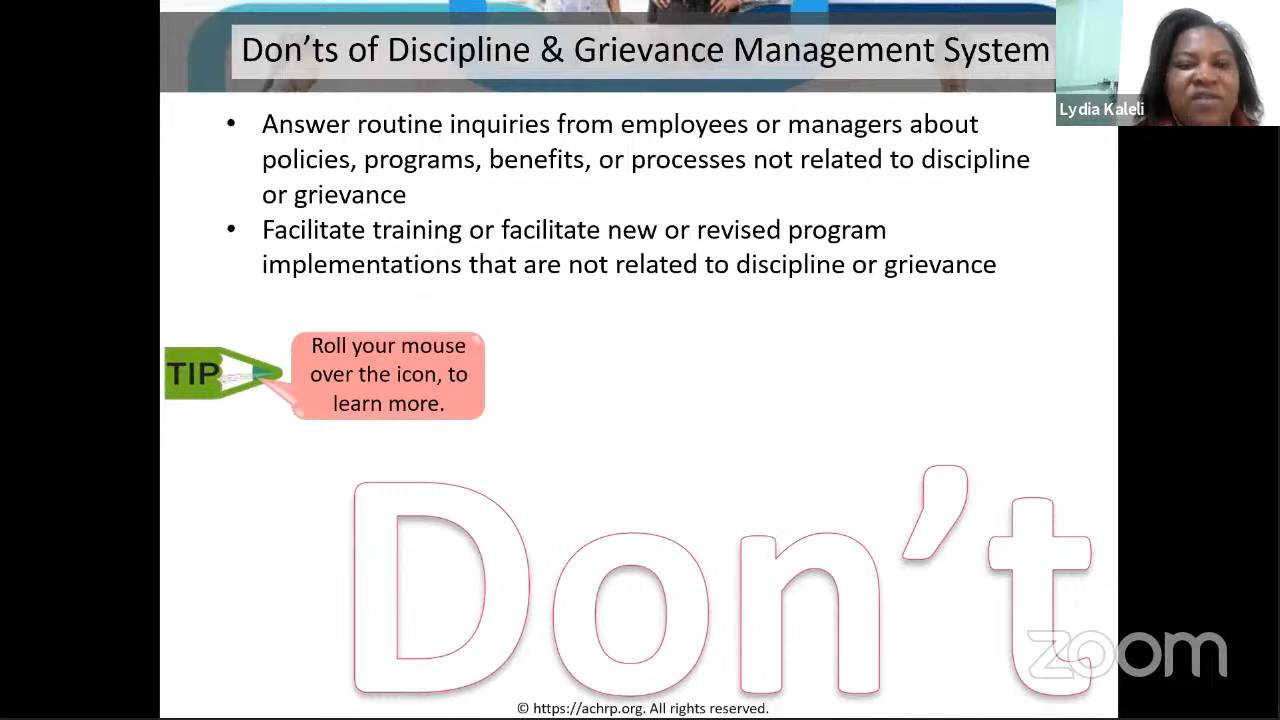 Don’ts of Discipline & Grievance Management System
Lydia Kaleli
• Answer routine inquiries from employees or managers about
policies, programs, benefits, or processes not related to discipline
or grievance
• Facilitate training or facilitate new or revised program
implementations that are not related to discipline or grievance
TIP
Roll your mouse
over the icon, to
learn more.
Don’t
zoom
© https://achrp.org. All rights reserved.